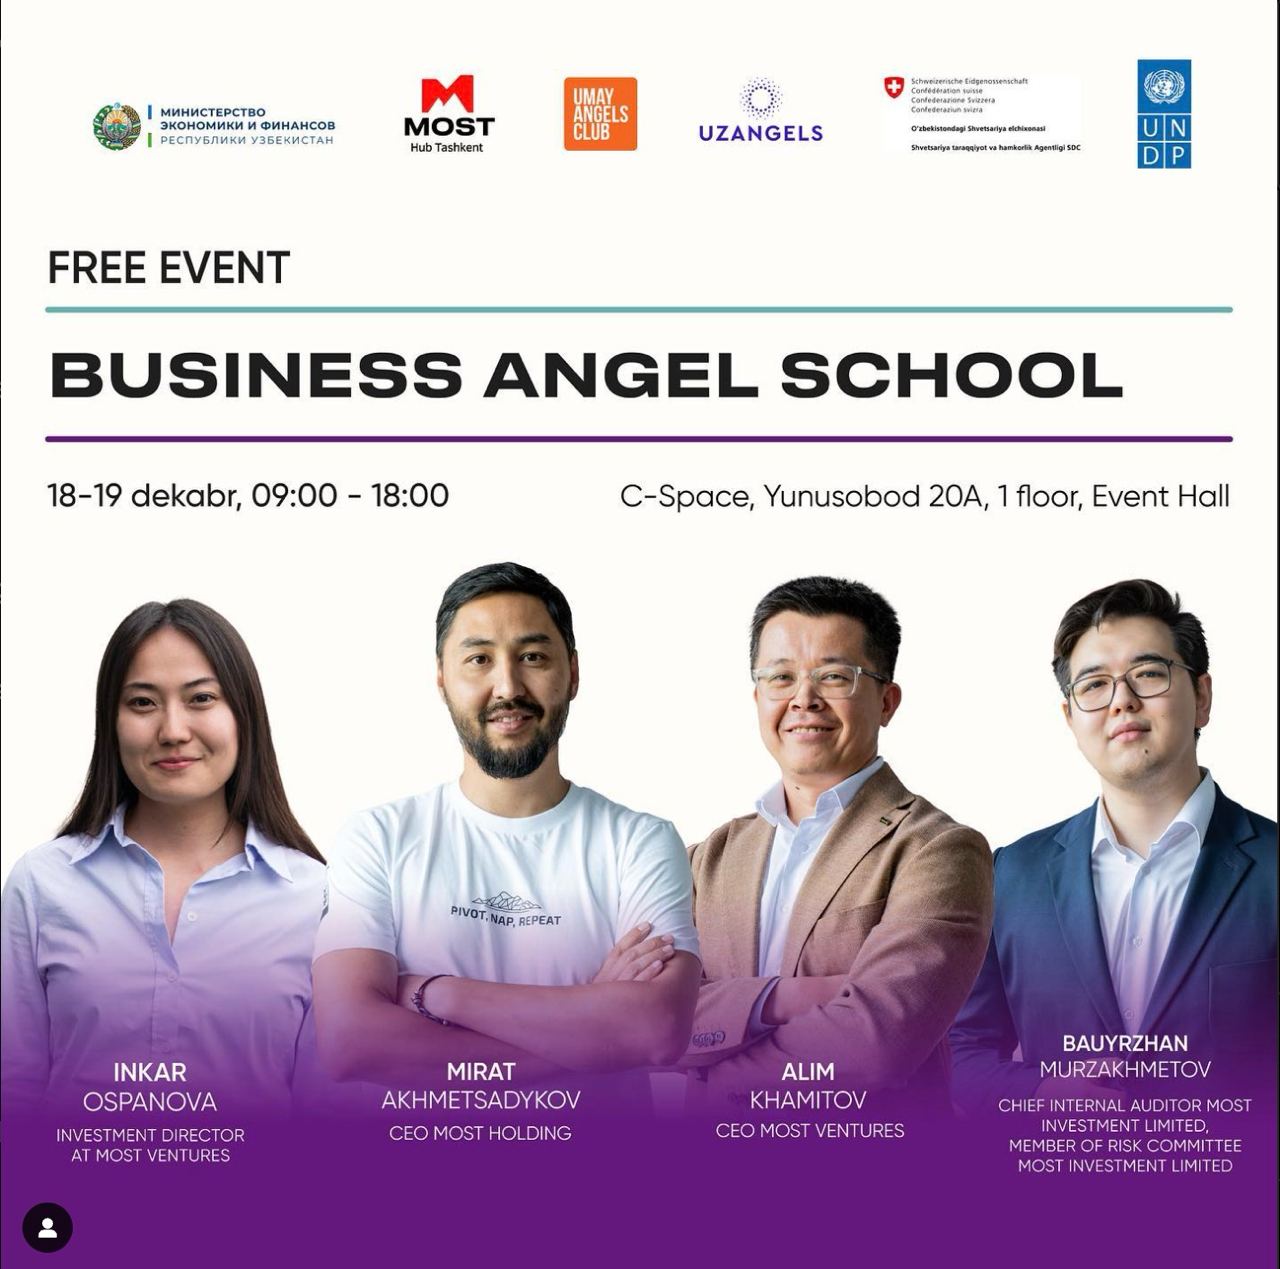 МИНИСТЕРСТВО
ЭКОНОМИКИ И ФИНАНСОВ
РЕСПУБЛИКИ УЗБЕКИСТАН
MOST
Hub Tashkent
UMAY
ANGELS
CLUB
UZANGELS
Schweizerische Eidgenossenschaft
Confédération suisse
Confederazione Svizzera
Confederaziun svizra
O'zbekistondagi Shvetsariya elchixonasi
Shvetsariya taraqqiyot va hamkorlik Agentligi SDC
UN
DP
FREE EVENT
BUSINESS ANGEL SCHOOL
18-19 dekabr, 09:00 - 18:00
C-Space, Yunusobod 20A, 1 floor, Event Hall
PIVOT, NAP, REPEAT
INKAR
OSPANOVA
INVESTMENT DIRECTOR
AT MOST VENTURES
MIRAT
AKHMETSADYKOV
CEO MOST HOLDING
ALIM
KHAMITOV
CEO MOST VENTURES
BAUYRZHAN
MURZAKHMETOV
CHIEF INTERNAL AUDITOR MOST
INVESTMENT LIMITED,
MEMBER OF RISK COMMITTEE
MOST INVESTMENT LIMITED